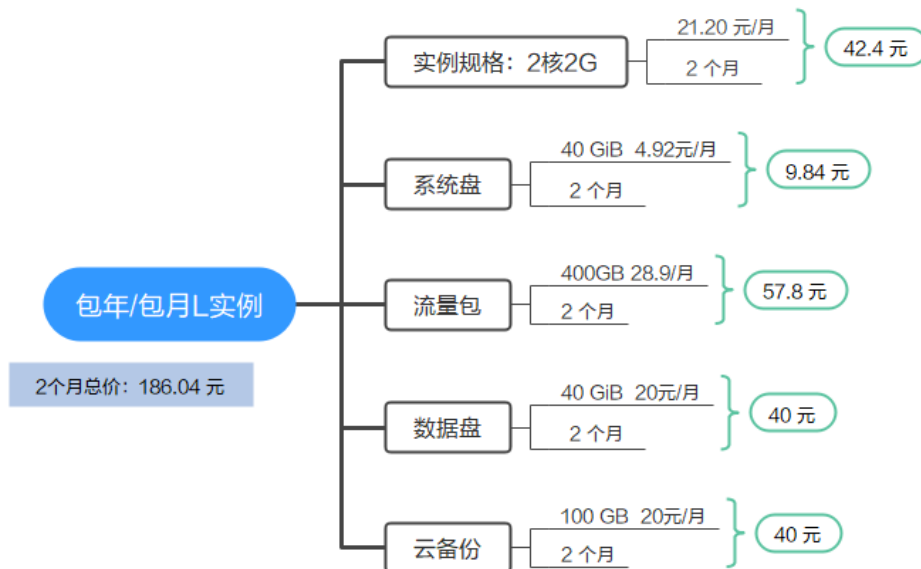 21.20 元/月
实例规格：2核2G
2 个月
42.4 元
40 GiB 4.92元/月
系统盘
2 个月
9.84 元
400GB 28.9/月
流量包
2 个月
57.8 元
包年/包月L实例
2个月总价：186.04 元
40 GiB 20元/月
数据盘
2 个月
40 元
100 GB 20元/月
云备份
2 个月
40 元